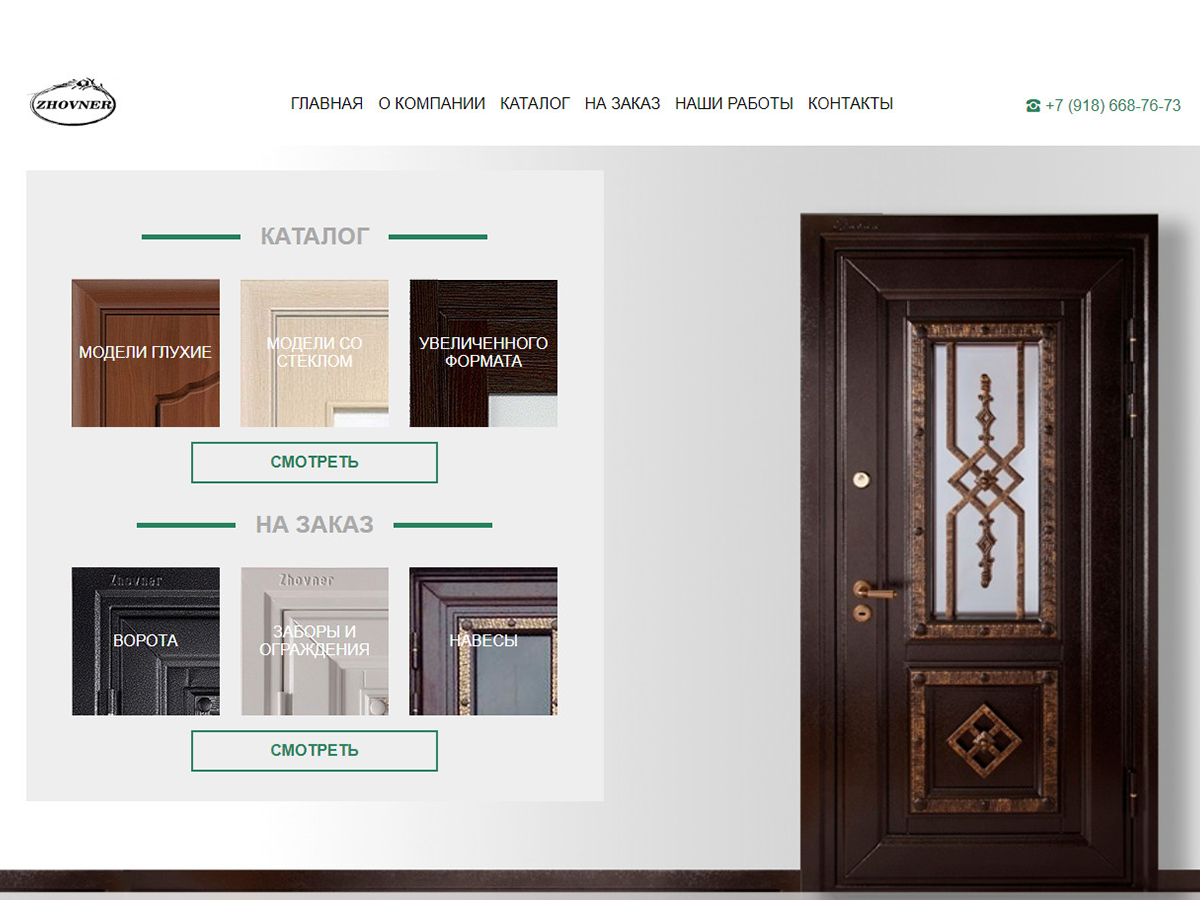 ZHOVNER
ГЛАВНАЯ О КОМПАНИИ КАТАЛОГ НА ЗАКАЗ НАШИ РАБОТЫ КОНТАКТЫ
+7 (918) 668-76-73
КАТАЛОГ
МОДЕЛИ ГЛУХИЕ
МОДЕЛИ СО
СТЕКЛОМ
УВЕЛИЧЕННОГО
ФОРМАТА
СМОТРЕТЬ
НА ЗАКАЗ
Zhovner
ВОРОТА
Zhovner
ЗАБОРЫ И
ОГРАЖДЕНИЯ
НАВЕСЫ
СМОТРЕТЬ